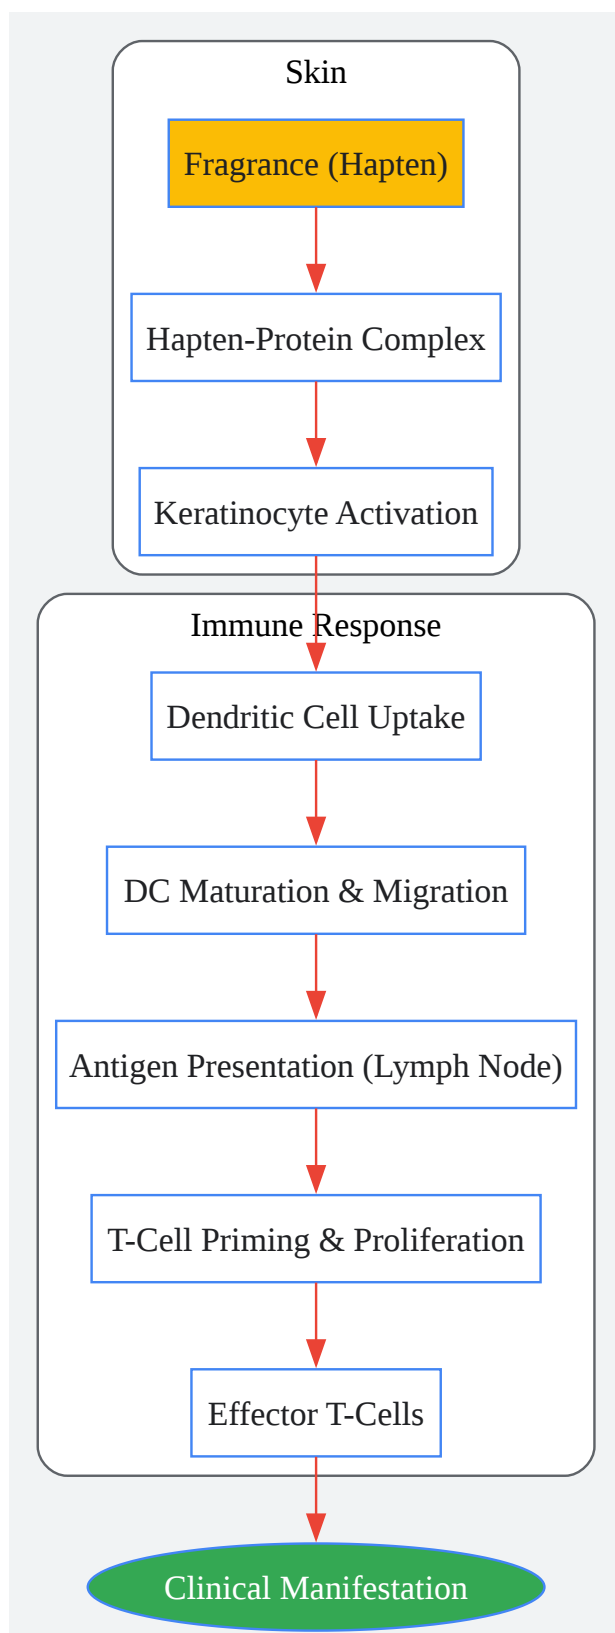 Skin
Fragrance (Hapten)
Hapten-Protein Complex
Keratinocyte Activation
Immune Response
Dendritic Cell Uptake
DC Maturation & Migration
Antigen Presentation (Lymph Node)
T-Cell Priming & Proliferation
Effector T-Cells
Clinical Manifestation